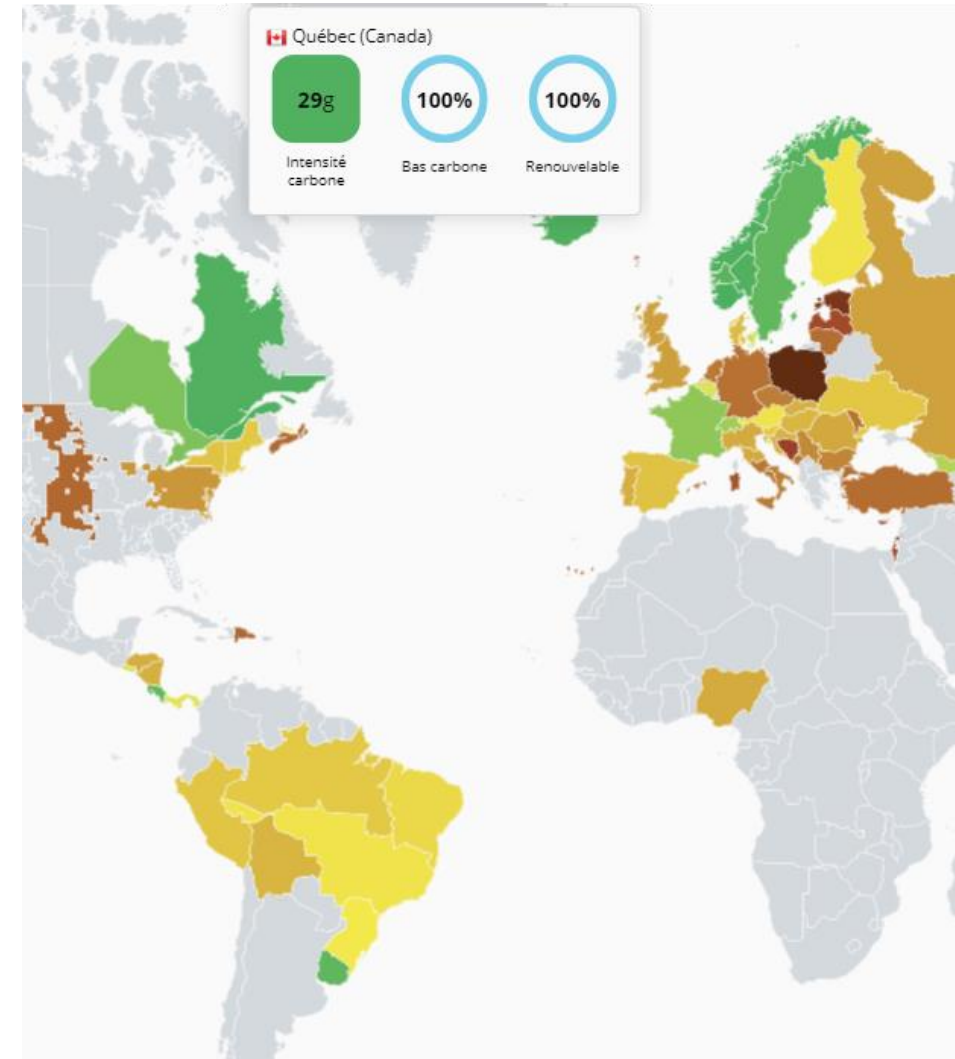 Québec (Canada)
29g
100%
100%
Intensité
carbone
Bas carbone
Renouvelable